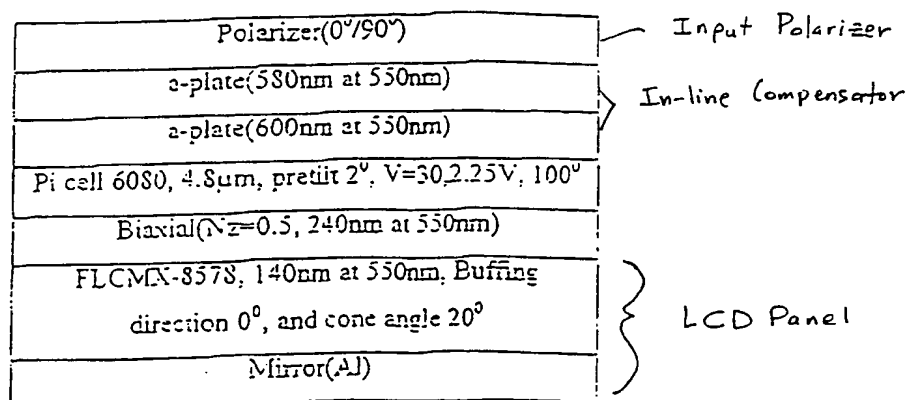 Polarizer(0°/90°)
Input Polarizer
a-plate(580nm at 550nm)
In-line Compensator
a-plate(600nm at 550nm)
Pi cell 6080, 4.8μm, pretilt 2°, V=30,2.25V, 100°
Biaxial(Nz=0.5, 240nm at 550nm)
FLCMX-8578, 140nm at 550nm, Buffing
direction 0°, and cone angle 20°
LCD Panel
Mirror(Al)